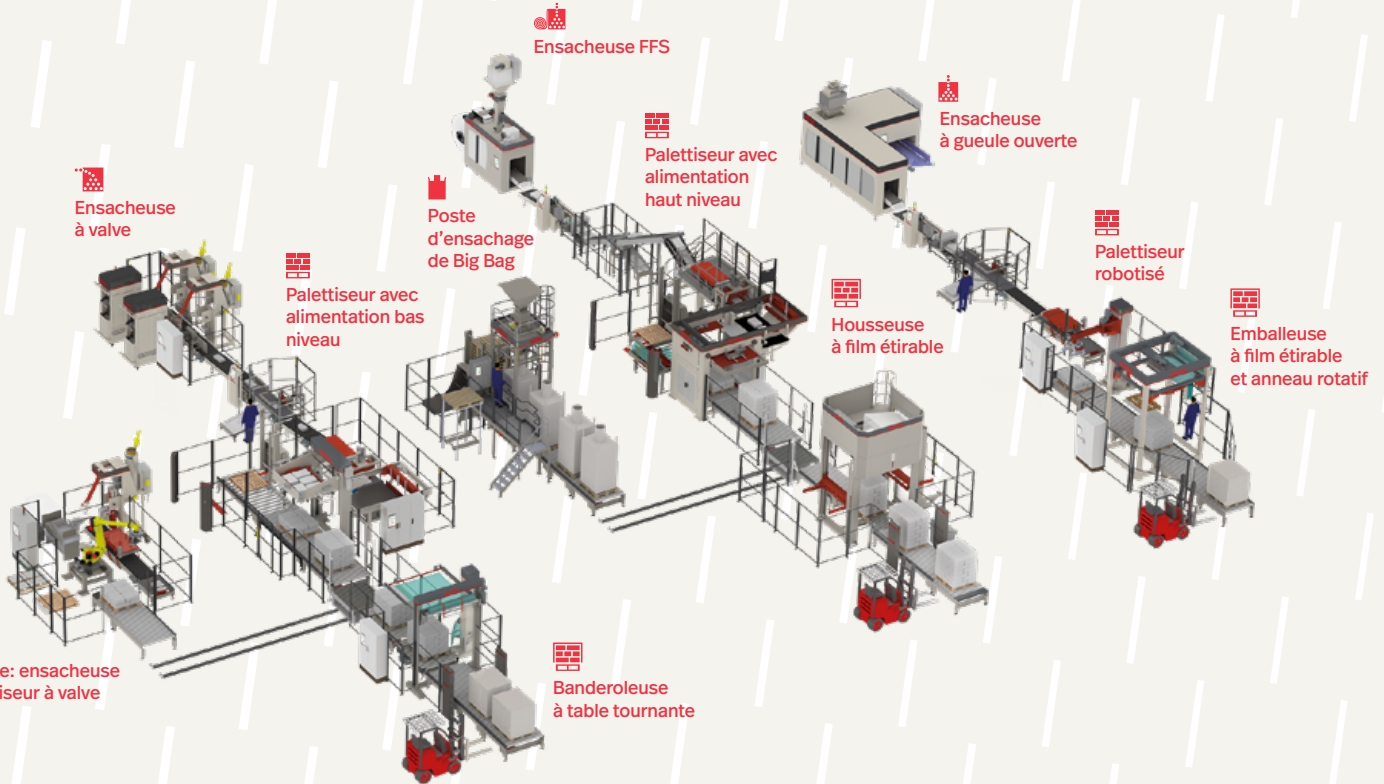 Ensacheuse FFS
Ensacheuse
à gueule ouverte
Palettiseur avec
alimentation
haut niveau
Ensacheuse
à valve
Poste
d'ensachage
de Big Bag
Palettiseur
robotisé
Palettiseur avec
alimentation bas
niveau
Housseuse
à film étirable
Emballeuse
à film étirable
et anneau rotatif
e: ensacheuse
iseur à valve
Banderoleuse
à table tournante